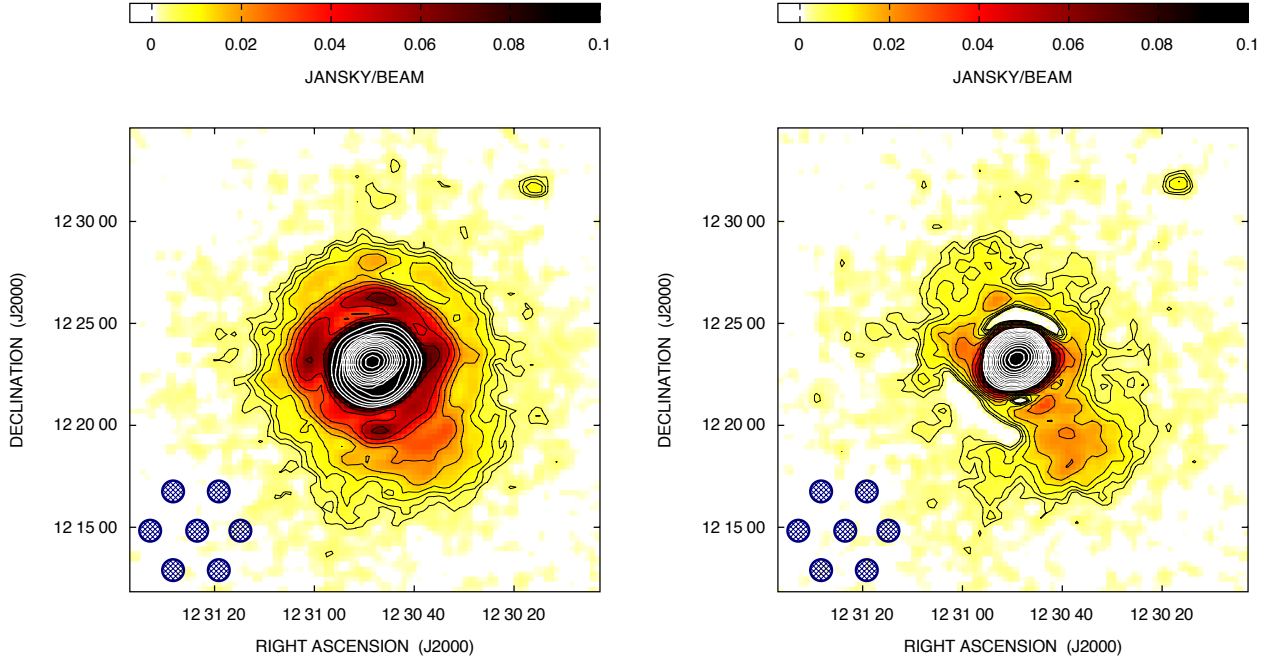 0 0.02 0.04 0.06 0.08 0.1
JANSKY/BEAM
DECLINATION (J2000)
12 30 00
12 25 00
12 20 00
12 15 00
12 31 20 12 31 00 12 30 40 12 30 20
RIGHT ASCENSION (J2000)
0 0.02 0.04 0.06 0.08 0.1
JANSKY/BEAM
DECLINATION (J2000)
12 30 00
12 25 00
12 20 00
12 15 00
12 31 20 12 31 00 12 30 40 12 30 20
RIGHT ASCENSION (J2000)